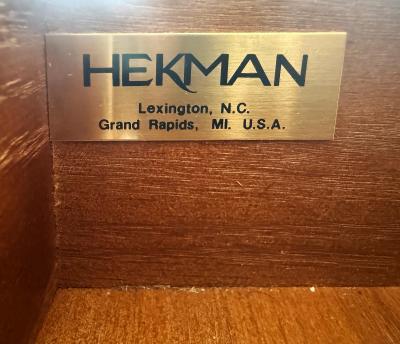 HEKMAN
Lexington, N.C.
Grand Rapids, MI. U.S.A.